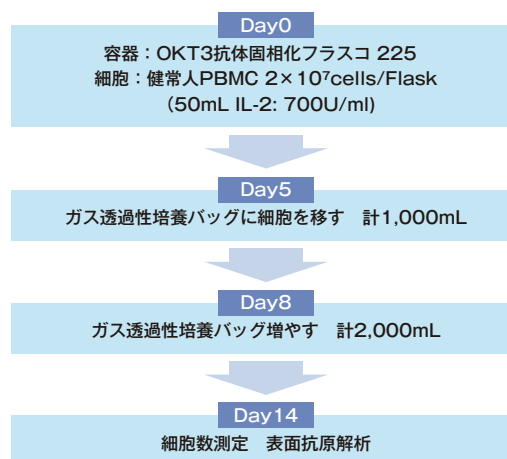 Day0
容器：OKT3抗体固相化フラスコ 225
細胞：健常人PBMC 2×10⁷cells/Flask
（50mL IL-2: 700U/ml)
Day5
ガス透過性培養バッグに細胞を移す　計1,000mL
Day8
ガス透過性培養バッグ増やす　計2,000mL
Day14
細胞数測定　表面抗原解析